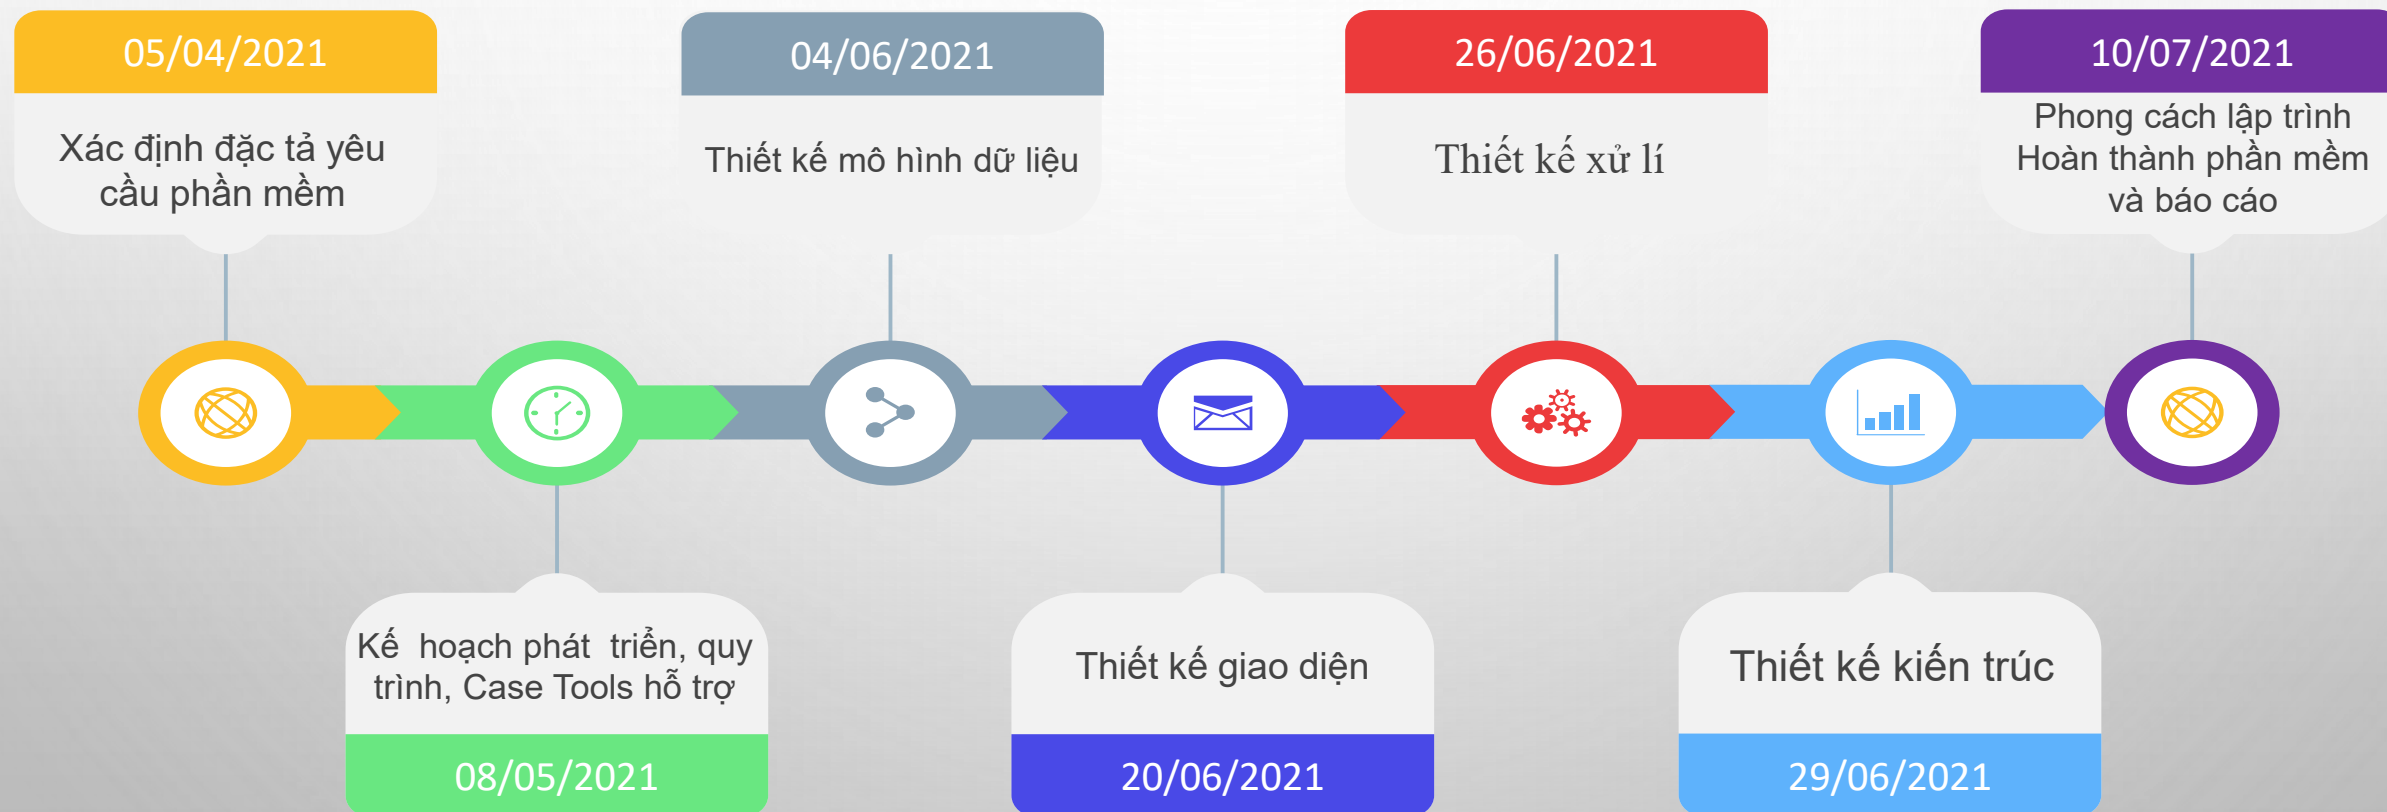 05/04/2021
Xác định đặc tả yêu
cầu phần mềm
Kế hoạch phát triển, quy
trình, Case Tools hỗ trợ
08/05/2021
04/06/2021
Thiết kế mô hình dữ liệu
Thiết kế giao diện
20/06/2021
26/06/2021
Thiết kế xử lí
Thiết kế kiến trúc
29/06/2021
10/07/2021
Phong cách lập trình
Hoàn thành phần mềm
và báo cáo